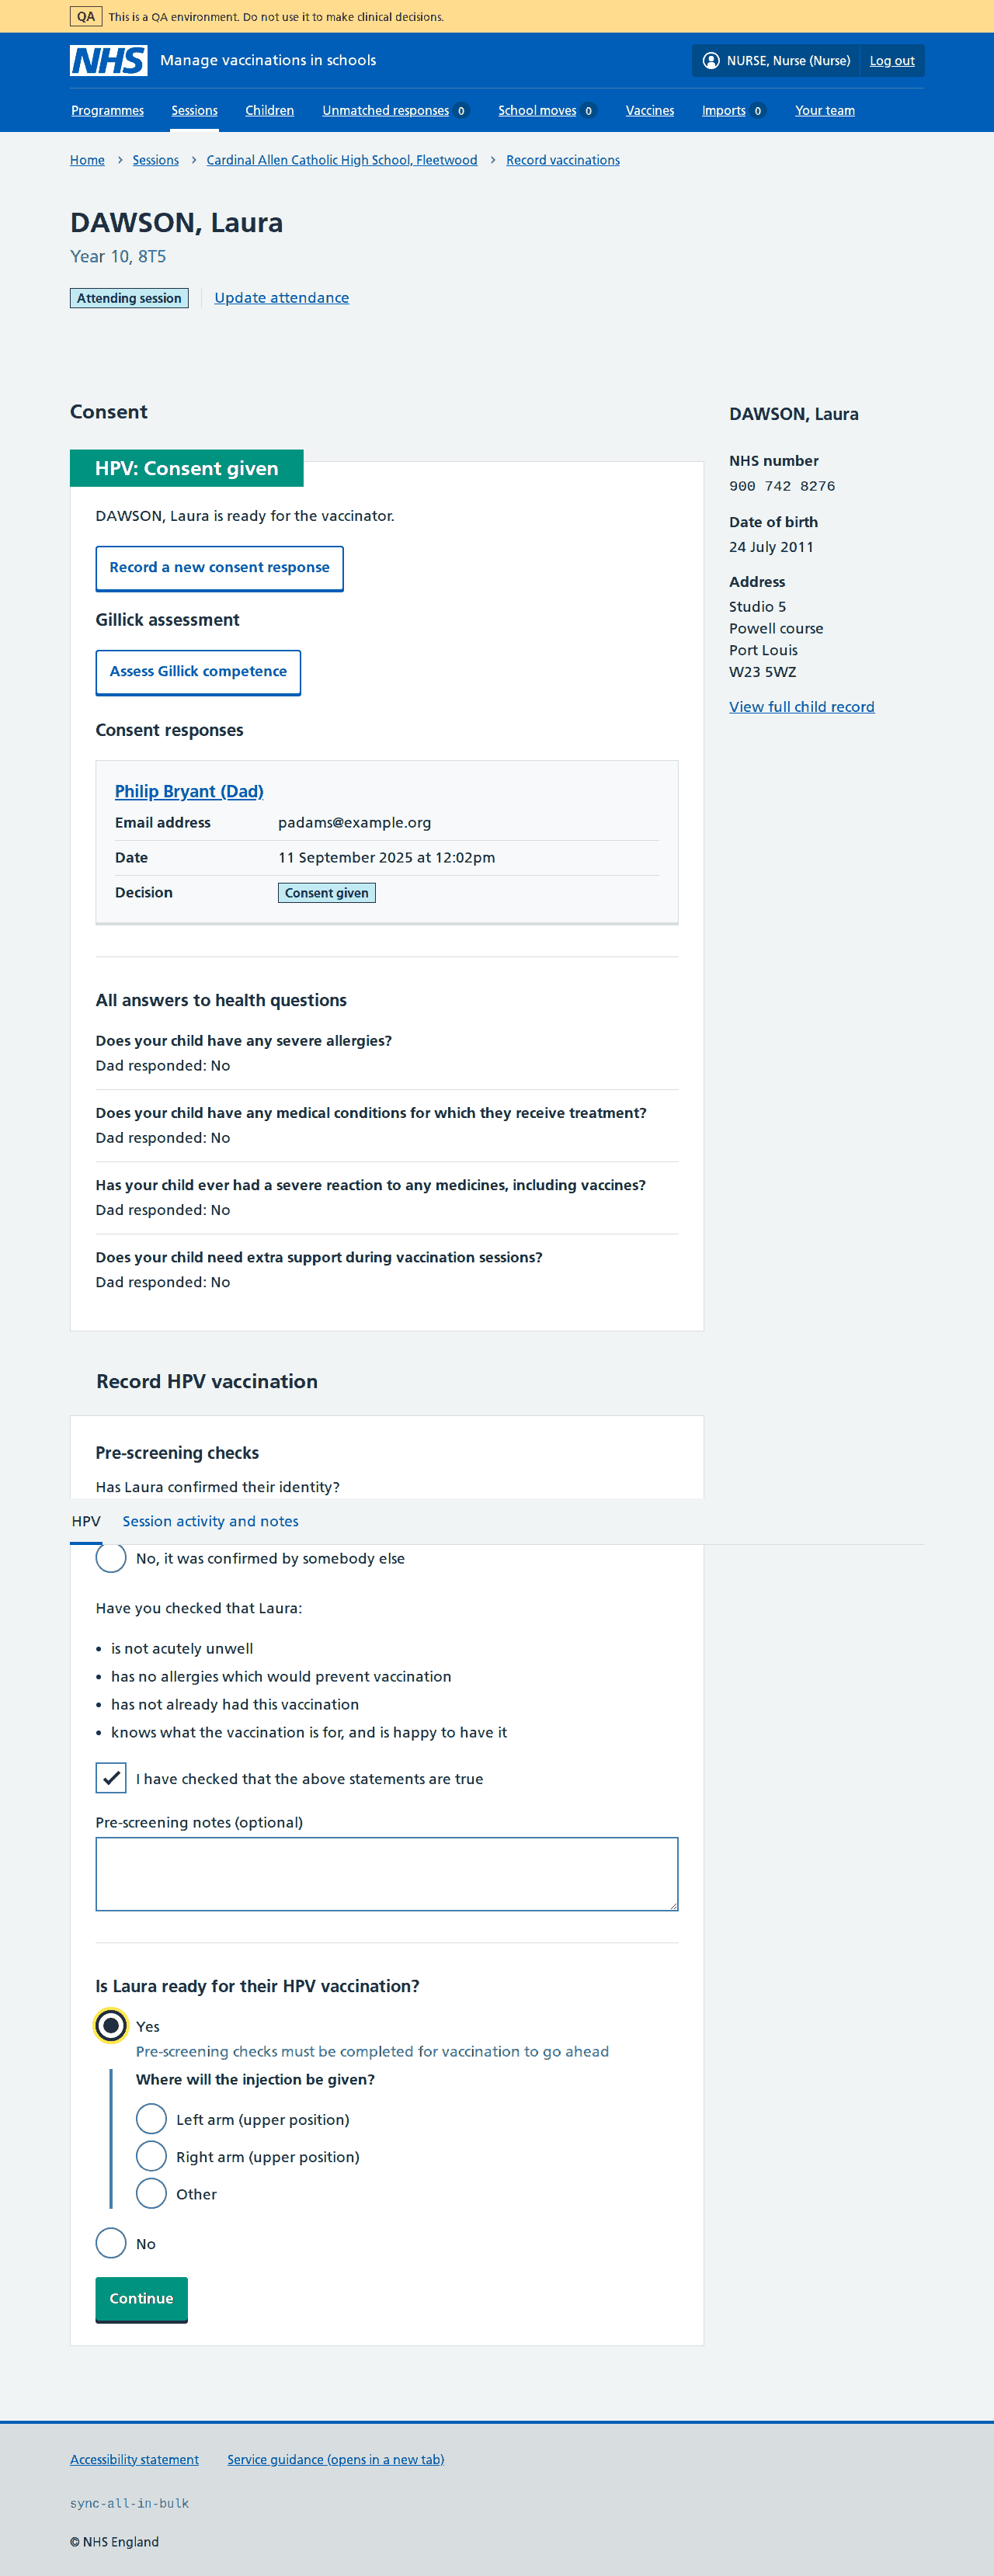 QA This is a QA environment. Do not use it to make clinical decisions.
NHS Manage vaccinations in schools NURSE, Nurse (Nurse) Log out
Programmes Sessions Children Unmatched responses 0 School moves 0 Vaccines Imports 0 Your team
Home Sessions Cardinal Allen Catholic High School, Fleetwood Record vaccinations
DAWSON, Laura
Year 10, 8T5
Attending session Update attendance
Consent
HPV: Consent given
DAWSON, Laura is ready for the vaccinator.
Record a new consent response
Gillick assessment
Assess Gillick competence
Consent responses
Philip Bryant (Dad)
Email address padams@example.org
Date 11 September 2025 at 12:02pm
Decision Consent given
All answers to health questions
Does your child have any severe allergies?
Dad responded: No
Does your child have any medical conditions for which they receive treatment?
Dad responded: No
Has your child ever had a severe reaction to any medicines, including vaccines?
Dad responded: No
Does your child need extra support during vaccination sessions?
Dad responded: No
DAWSON, Laura
NHS number
900 742 8276
Date of birth
24 July 2011
Address
Studio 5
Powell course
Port Louis
W23 5WZ
View full child record
Record HPV vaccination
Pre-screening checks
Has Laura confirmed their identity?
HPV Session activity and notes
No, it was confirmed by somebody else
Have you checked that Laura:
• is not acutely unwell
• has no allergies which would prevent vaccination
• has not already had this vaccination
• knows what the vaccination is for, and is happy to have it
I have checked that the above statements are true
Pre-screening notes (optional)
Is Laura ready for their HPV vaccination?
Yes
Pre-screening checks must be completed for vaccination to go ahead
Where will the injection be given?
Left arm (upper position)
Right arm (upper position)
Other
No
Continue
Accessibility statement Service guidance (opens in a new tab)
sync-all-in-bulk
© NHS England